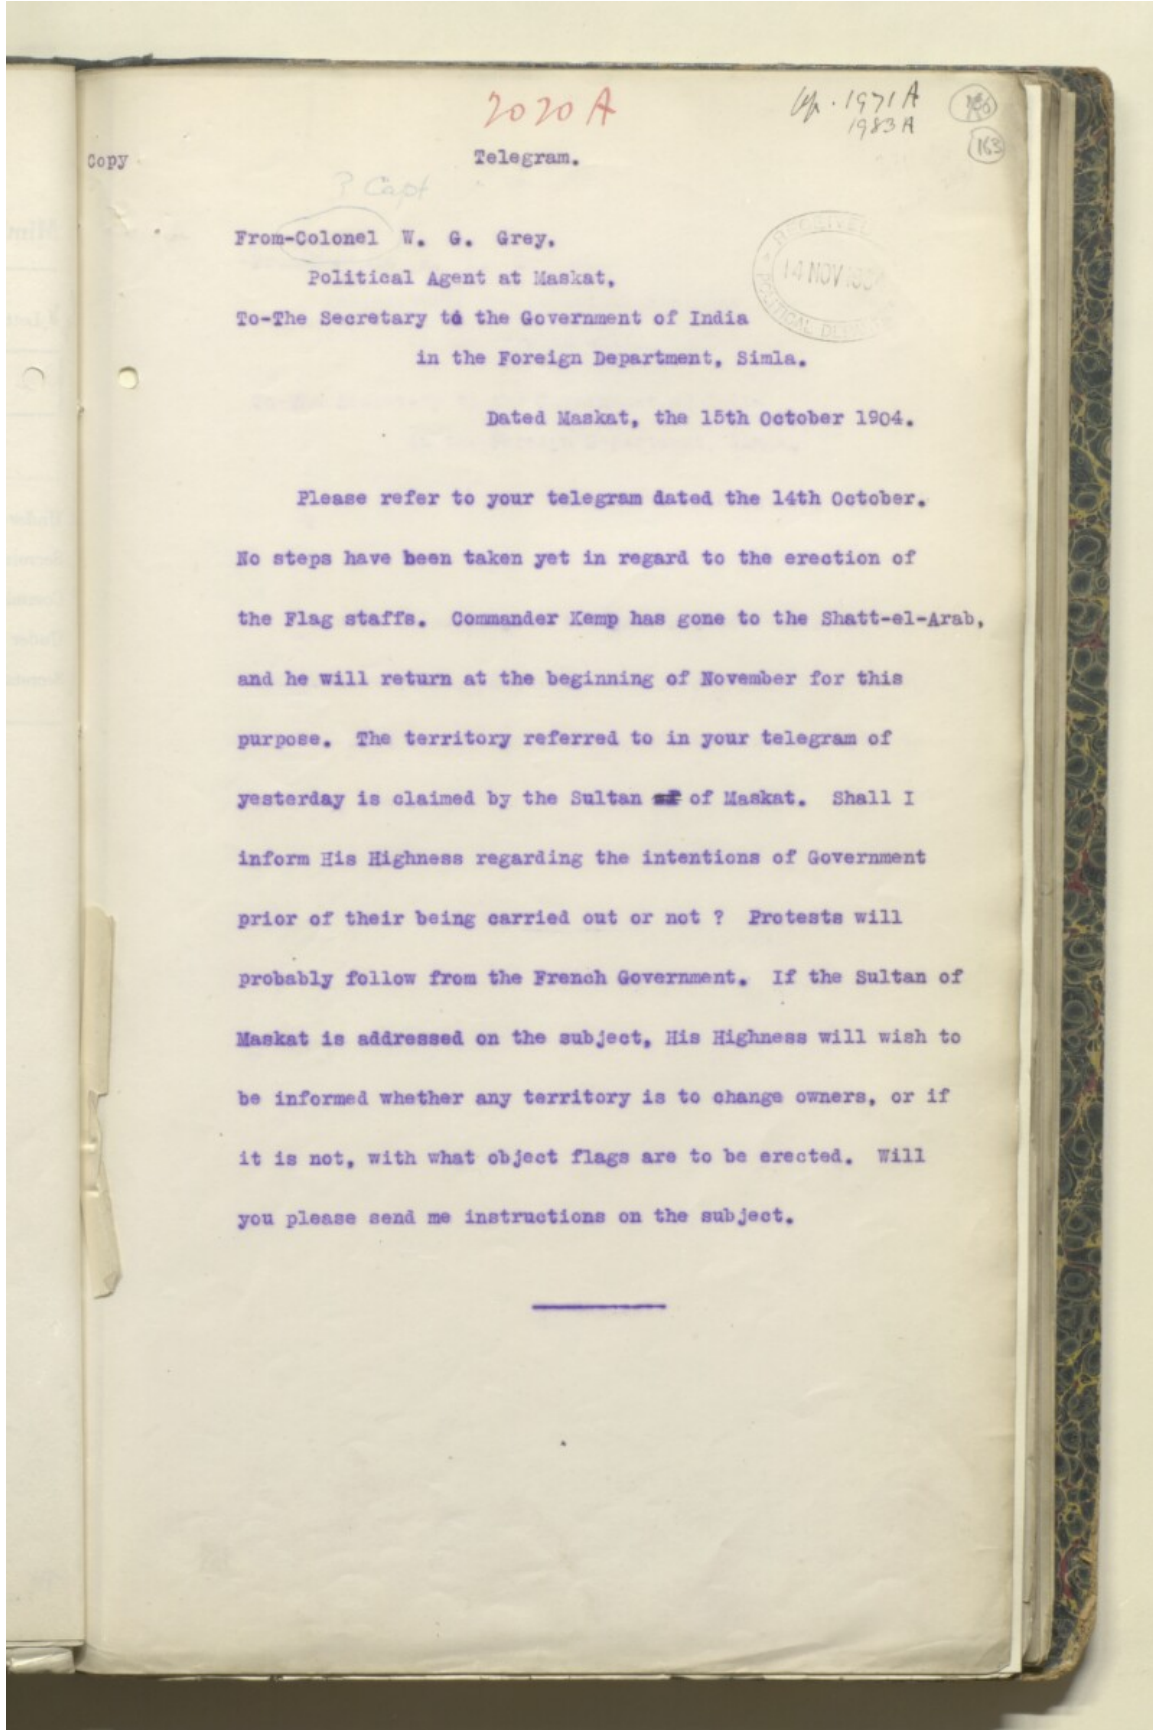 2020 A
1971 A
1983 A
163
Copy
Telegram.
? Capt
From-Colonel W. G. Grey.
Political Agent at Maskat,
To-The Secretary to the Government of India
in the Foreign Department, Simla.
RECEIVED
14 NOV 190
POLITICAL DEP
Dated Maskat, the 15th October 1904.
Please refer to your telegram dated the 14th October.
No steps have been taken yet in regard to the erection of
the Flag staffs. Commander Kemp has gone to the Shatt-el-Arab,
and he will return at the beginning of November for this
purpose. The territory referred to in your telegram of
yesterday is claimed by the Sultan of Maskat. Shall I
inform His Highness regarding the intentions of Government
prior of their being carried out or not ? Protests will
probably follow from the French Government. If the Sultan of
Maskat is addressed on the subject, His Highness will wish to
be informed whether any territory is to change owners, or if
it is not, with what object flags are to be erected. Will
you please send me instructions on the subject.